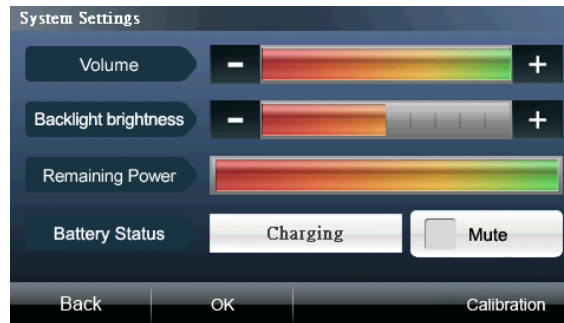 System Settings
Volume - +
Backlight brightness - +
Remaining Power
Battery Status Charging Mute
Back OK Calibration